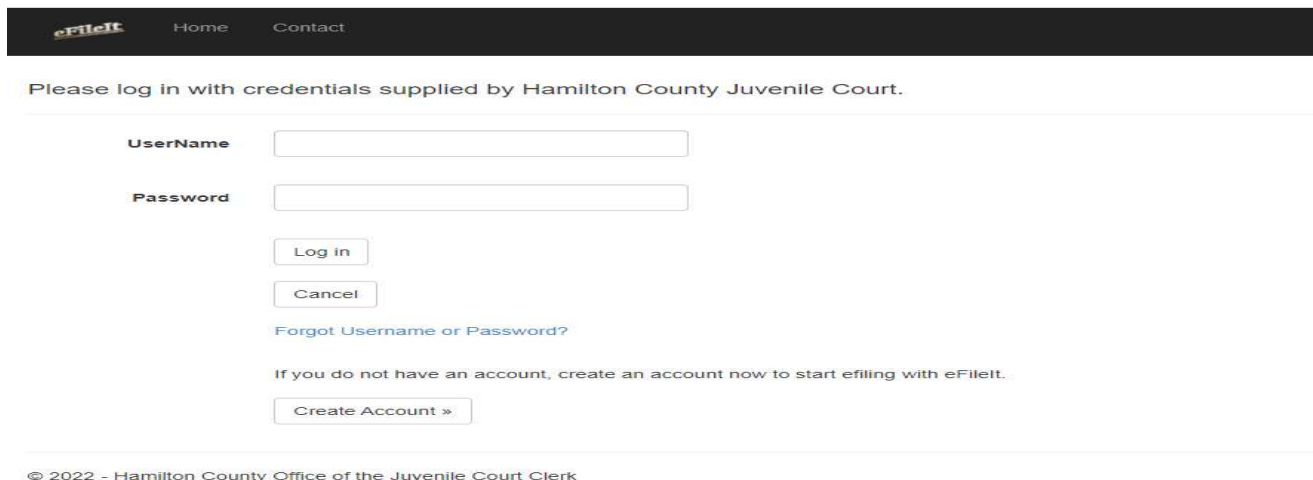 eFileIt Home Contact
Please log in with credentials supplied by Hamilton County Juvenile Court.
UserName
Password
Log in
Cancel
Forgot Username or Password?
If you do not have an account, create an account now to start efiling with eFileIt.
Create Account »
© 2022 - Hamilton County Office of the Juvenile Court Clerk